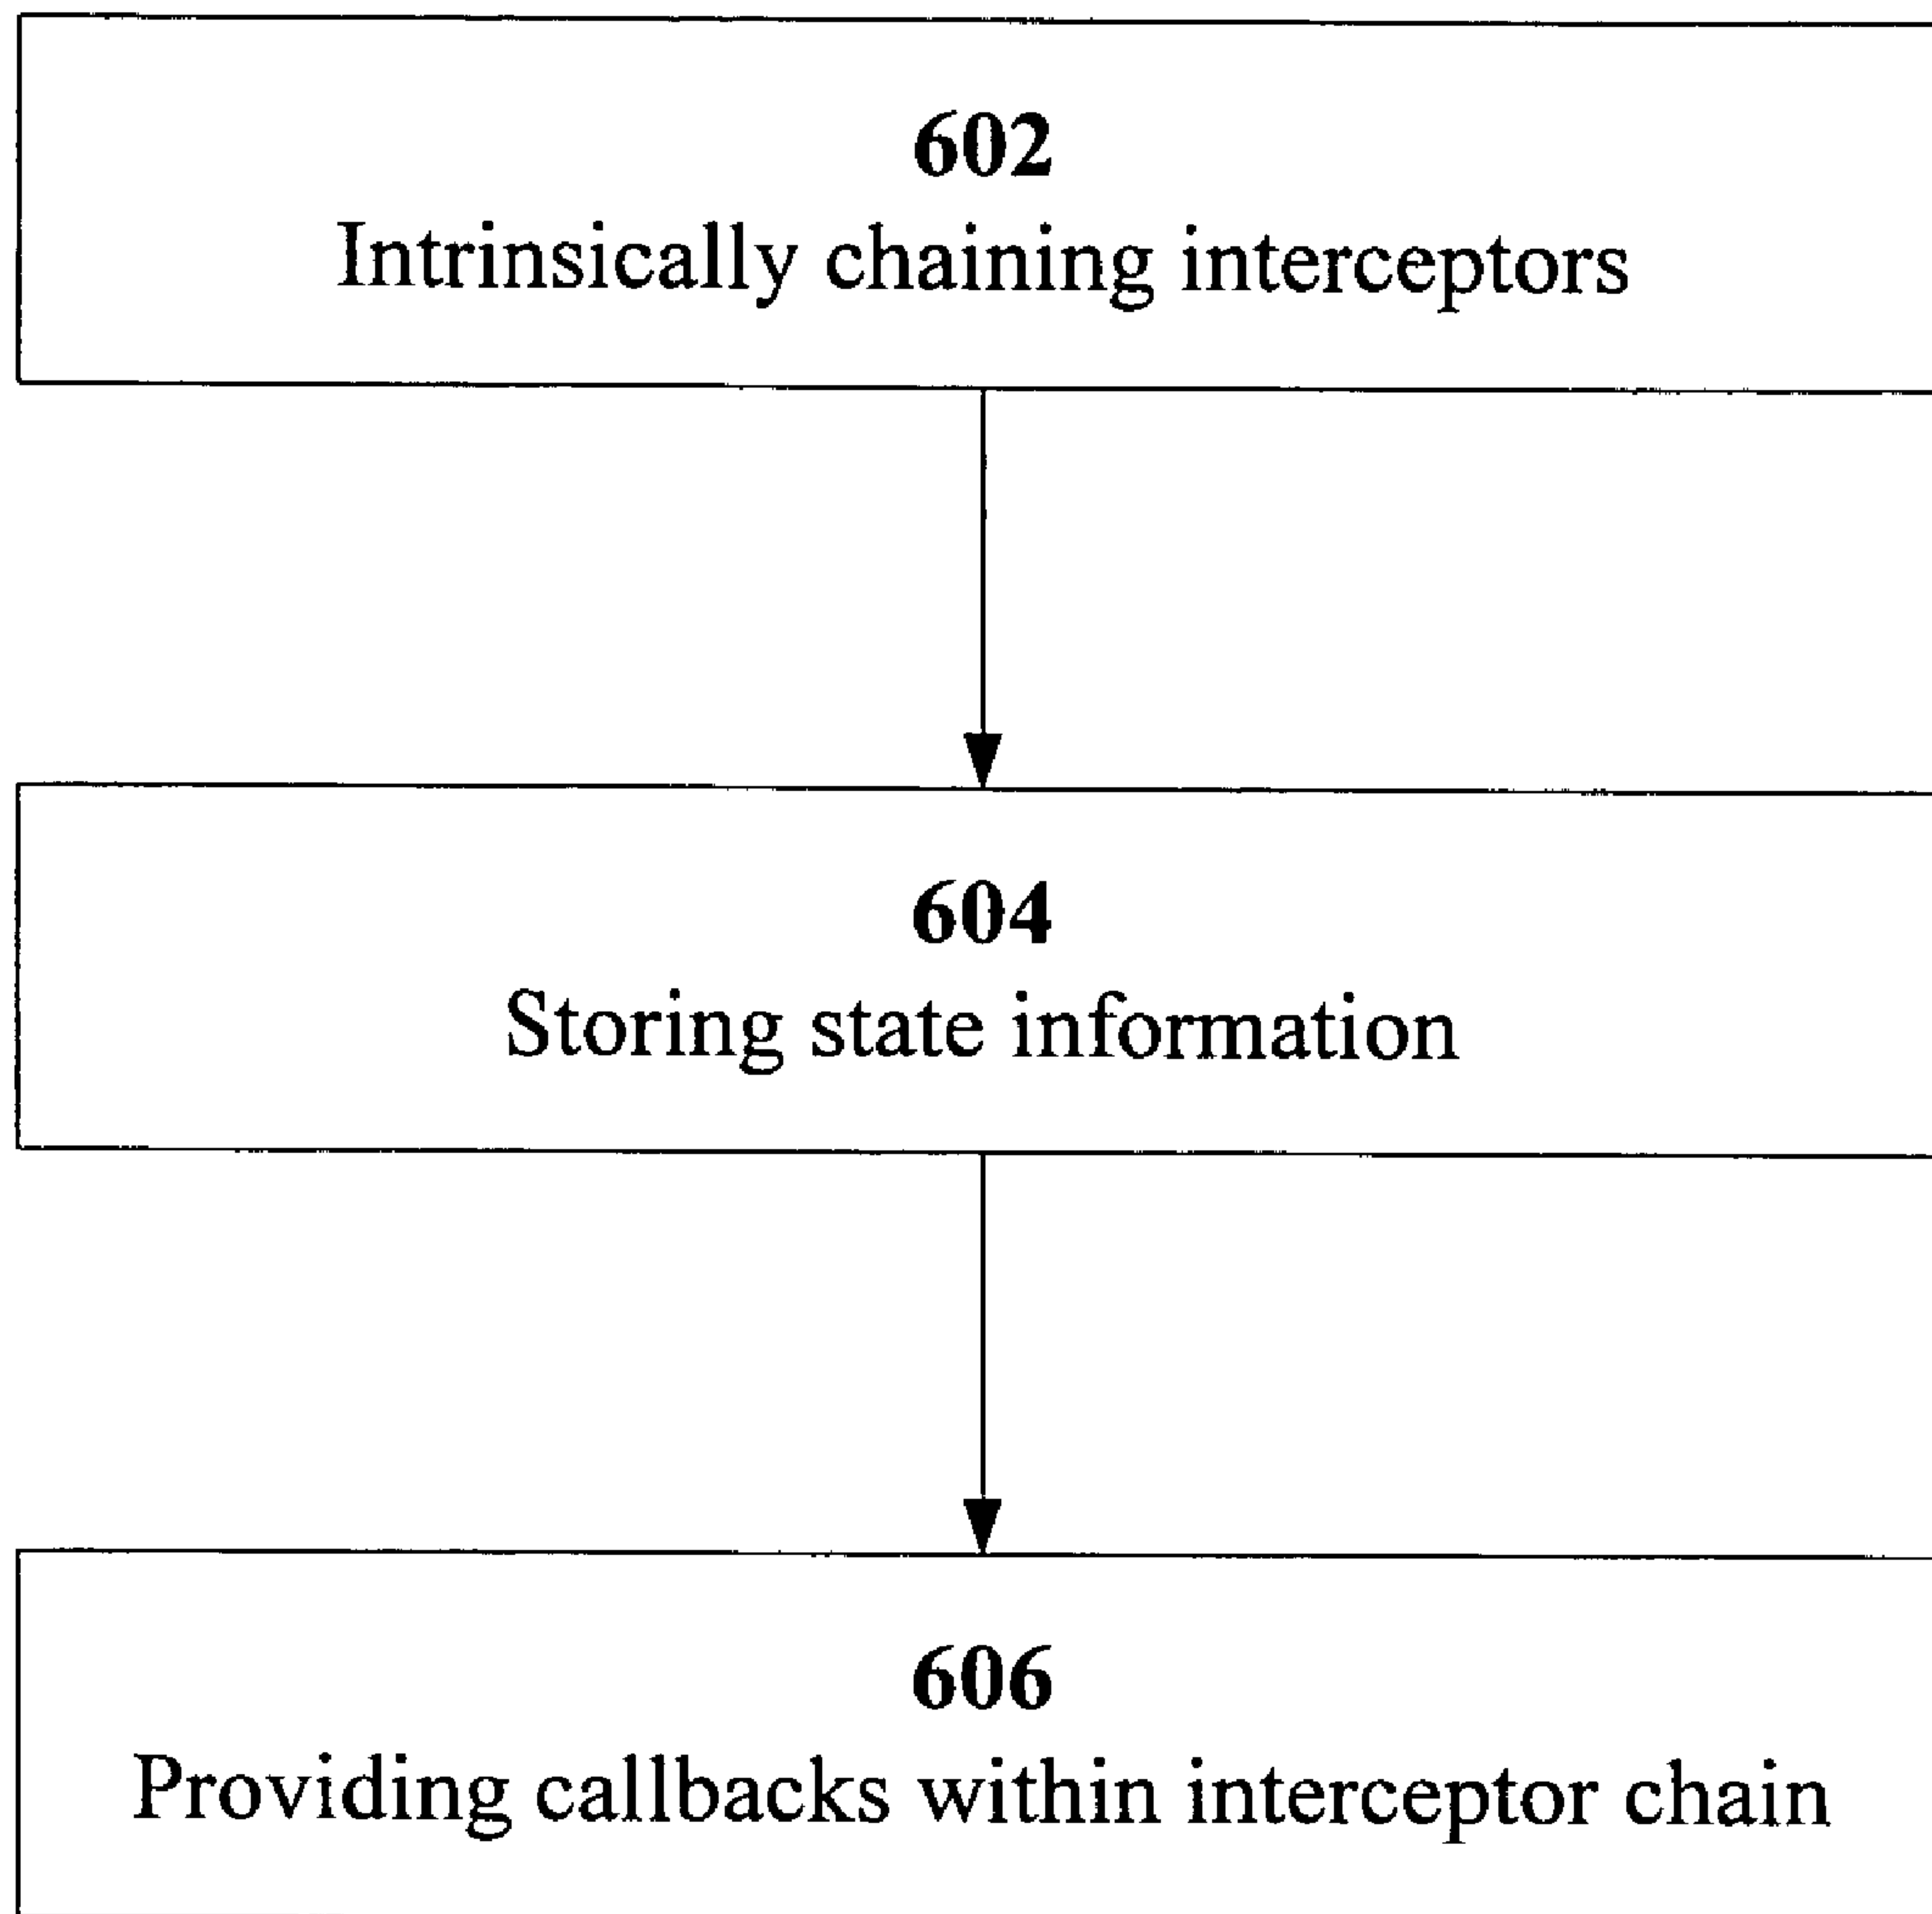 602
Intrinsically chaining interceptors
604
Storing state information
606
Providing callbacks within interceptor chain